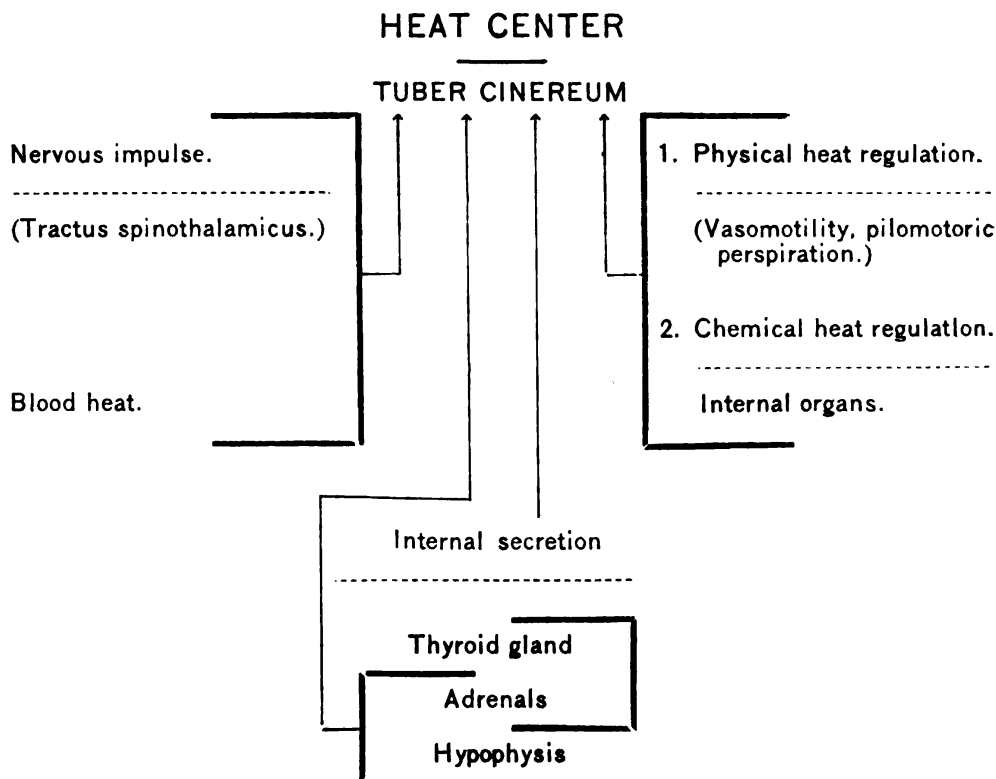 HEAT CENTER
TUBER CINEREUM
Nervous impulse.
(Tractus spinothalamicus.)
Blood heat.
1. Physical heat regulation.
(Vasomotility, pilomotoric
perspiration.)
2. Chemical heat regulation.
Internal organs.
Internal secretion
Thyroid gland
Adrenals
Hypophysis